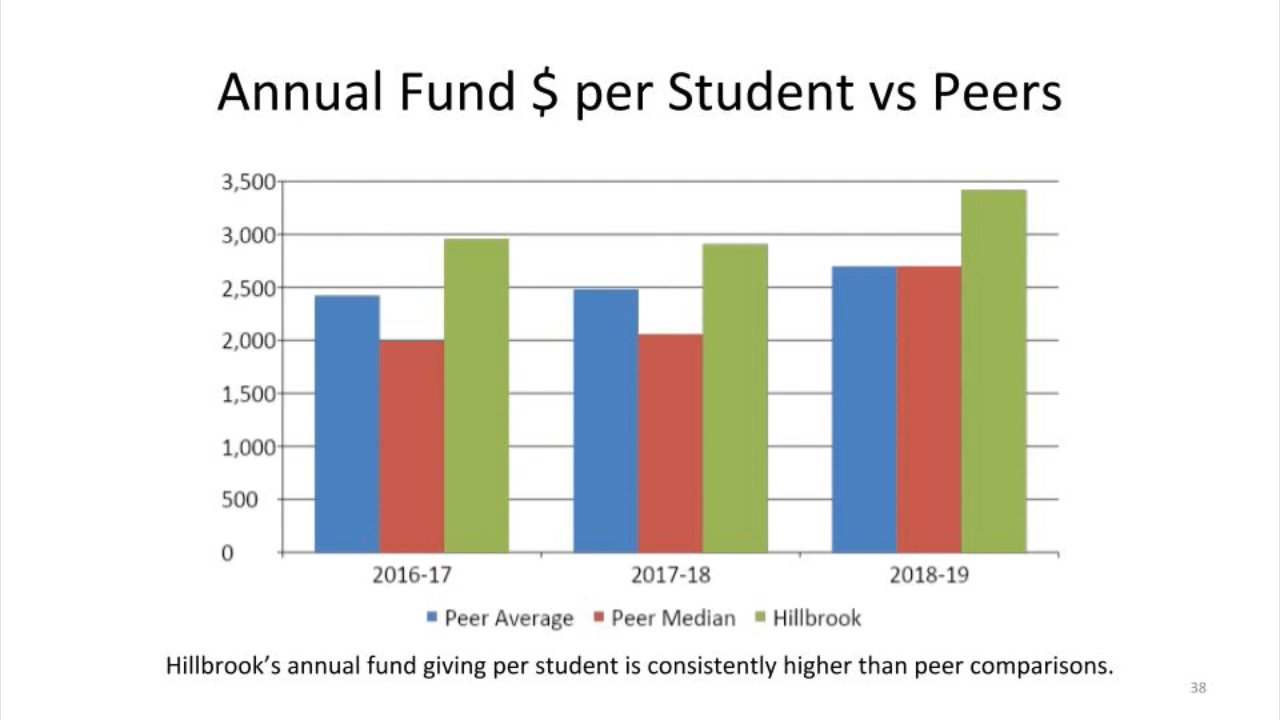 Annual Fund $ per Student vs Peers
3,500
3,000
2,500
2,000
1,500
1,000
500
0
2016-17 2017-18 2018-19
Peer Average Peer Median Hillbrook
Hillbrook’s annual fund giving per student is consistently higher than peer comparisons.
38